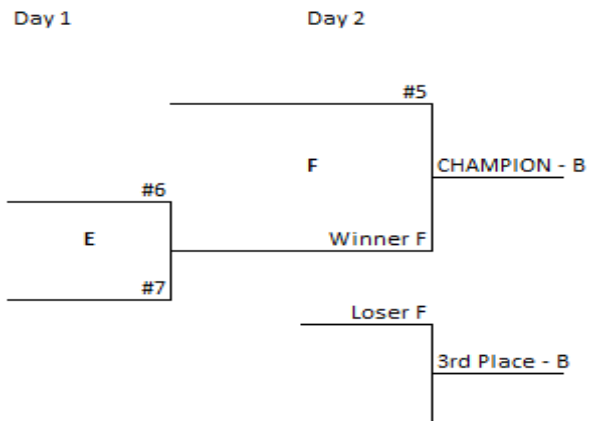 Day 1 Day 2
#5
F CHAMPION - B
#6
E Winner F
#7
Loser F
3rd Place - B